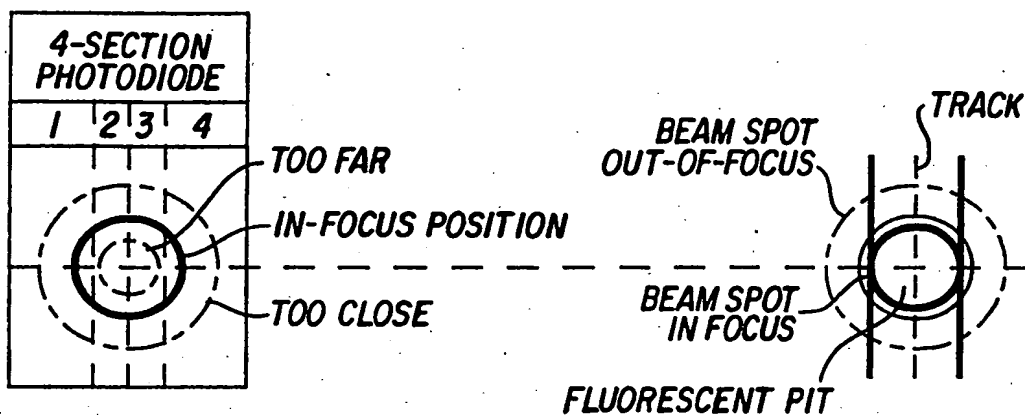 4-SECTION
PHOTODIODE
1 2 3 4
TOO FAR
IN-FOCUS POSITION
TOO CLOSE
BEAM SPOT
OUT-OF-FOCUS
TRACK
BEAM SPOT
IN FOCUS
FLUORESCENT PIT